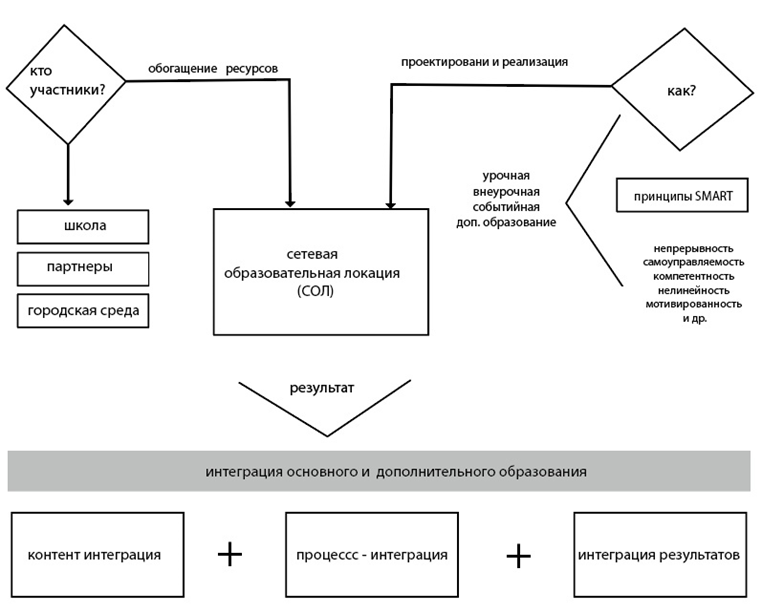 кто
участники?
обогащение ресурсов
проектировани и реализация
как?
школа
партнеры
городская среда
сетевая
образовательная локация
(СОЛ)
урочная
внеурочная
событийная
доп. образование
принципы SMART
непрерывность
самоуправляемость
компетентность
нелинейность
мотивированность
и др.
результат
интеграция основного и дополнительного образования
контент интеграция
+
процессс - интеграция
+
интеграция результатов